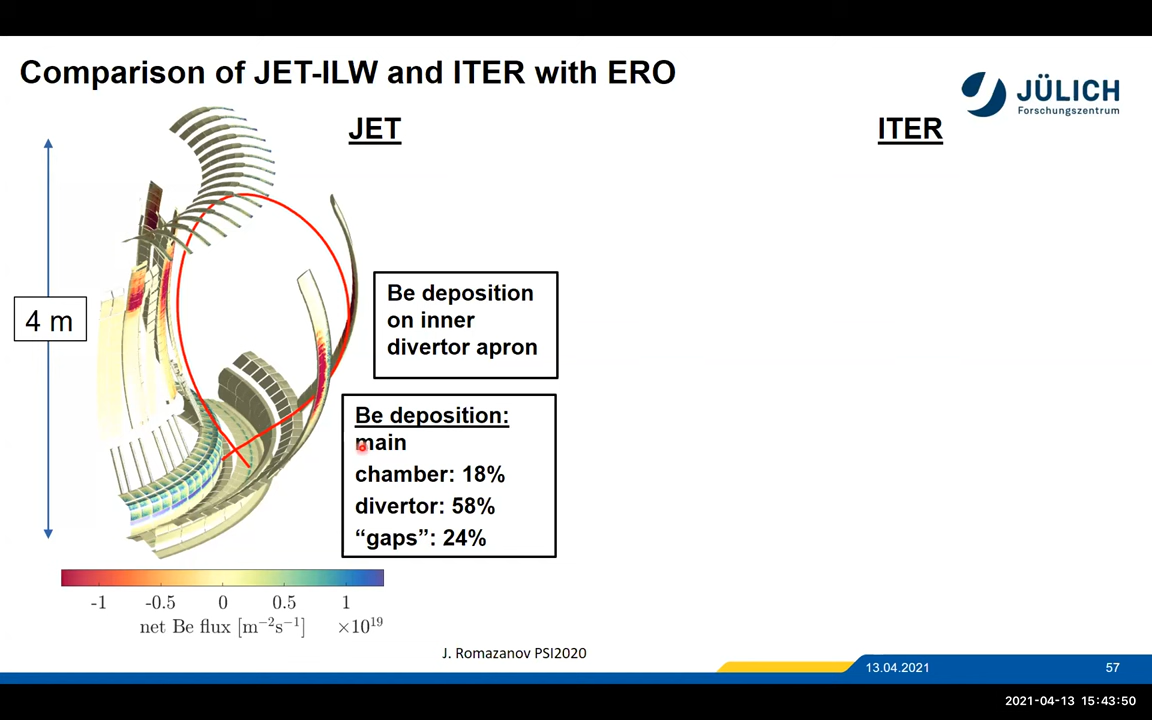 Comparison of JET-ILW and ITER with ERO
JÜLICH
Forschungszentrum
JET
ITER
4 m
Be deposition
on inner
divertor apron
Be deposition:
main
chamber: 18%
divertor: 58%
“gaps”: 24%
-1 -0.5 0 0.5 1
net Be flux [m⁻²s⁻¹] ×10¹⁹
J. Romazanov PSI2020
13.04.2021 57
2021-04-13 15:43:50